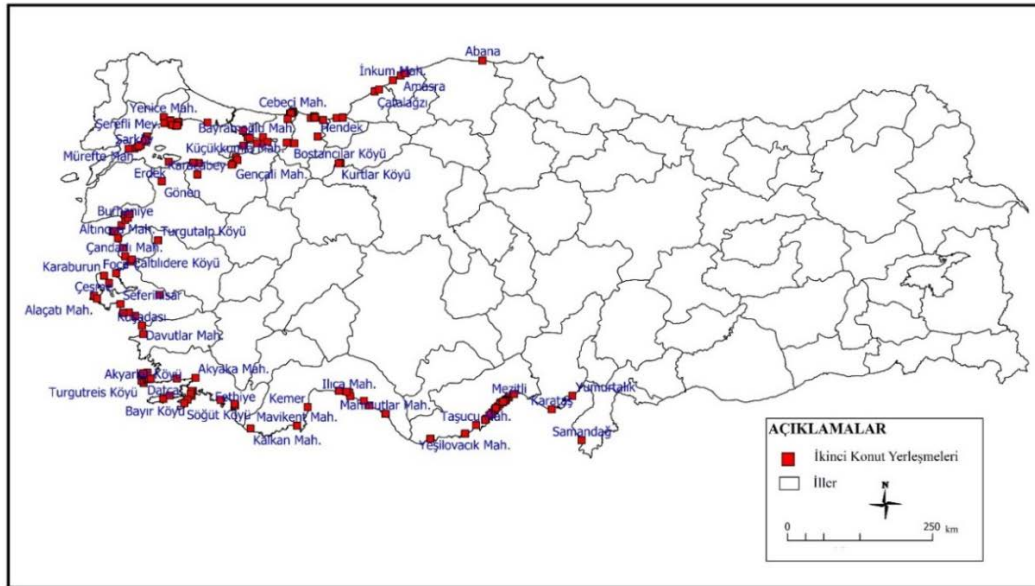 Abana
İnkum Mah.
Amasra
Çatalağzı
Cebeci Mah.
Yenice Mah.
Hendek
Şerefli Mey.
Bayramoğlu Mah.
Şarköy
Bostancılar Köyü
Mürefte Mah.
Karacabey
Erdek
Gençali Mah.
Kurtlar Köyü
Gönen
Burhaniye
Altınova Mah.
Turgutalp Köyü
Çandarlı Mah.
Karaburun
Foça
Çaltılıdere Köyü
Çeşme
Seferihisar
Alaçatı Mah.
Kuşadası
Davutlar Mah.
Akyarlar Köyü
Akyaka Mah.
Turgutreis Köyü
Datça
Bayır Köyü
Söğüt Köyü
Fethiye
Kemer
Ilıca Mah.
Mavikent Mah.
Mahmutlar Mah.
Kalkan Mah.
Mezitli
Yumurtalık
Karataş
Taşucu Mah.
Yeşilovacık Mah.
Samandağ
AÇIKLAMALAR
İkinci Konut Yerleşmeleri
İller
N
0 250 km